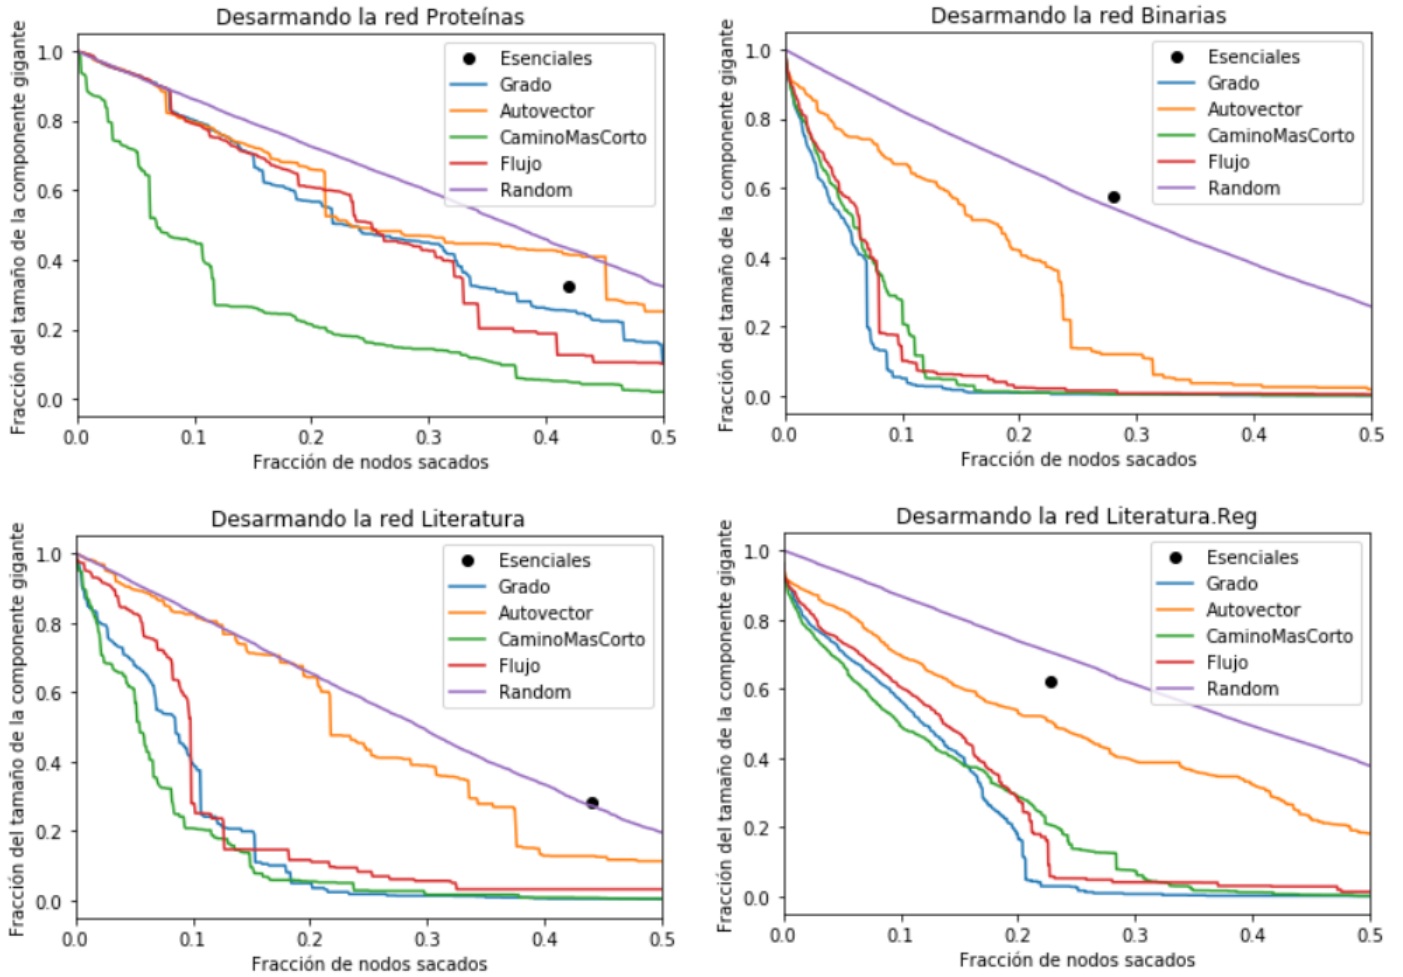 Desarmando la red Proteínas
Fracción del tamaño de la componente gigante
1.0
0.8
0.6
0.4
0.2
0.0
Esenciales
Grado
Autovector
CaminoMasCorto
Flujo
Random
0.0 0.1 0.2 0.3 0.4 0.5
Fracción de nodos sacados
Desarmando la red Binarias
Fracción del tamaño de la componente gigante
1.0
0.8
0.6
0.4
0.2
0.0
Esenciales
Grado
Autovector
CaminoMasCorto
Flujo
Random
0.0 0.1 0.2 0.3 0.4 0.5
Fracción de nodos sacados
Desarmando la red Literatura
Fracción del tamaño de la componente gigante
1.0
0.8
0.6
0.4
0.2
0.0
Esenciales
Grado
Autovector
CaminoMasCorto
Flujo
Random
0.0 0.1 0.2 0.3 0.4 0.5
Fracción de nodos sacados
Desarmando la red Literatura.Reg
Fracción del tamaño de la componente gigante
1.0
0.8
0.6
0.4
0.2
0.0
Esenciales
Grado
Autovector
CaminoMasCorto
Flujo
Random
0.0 0.1 0.2 0.3 0.4 0.5
Fracción de nodos sacados